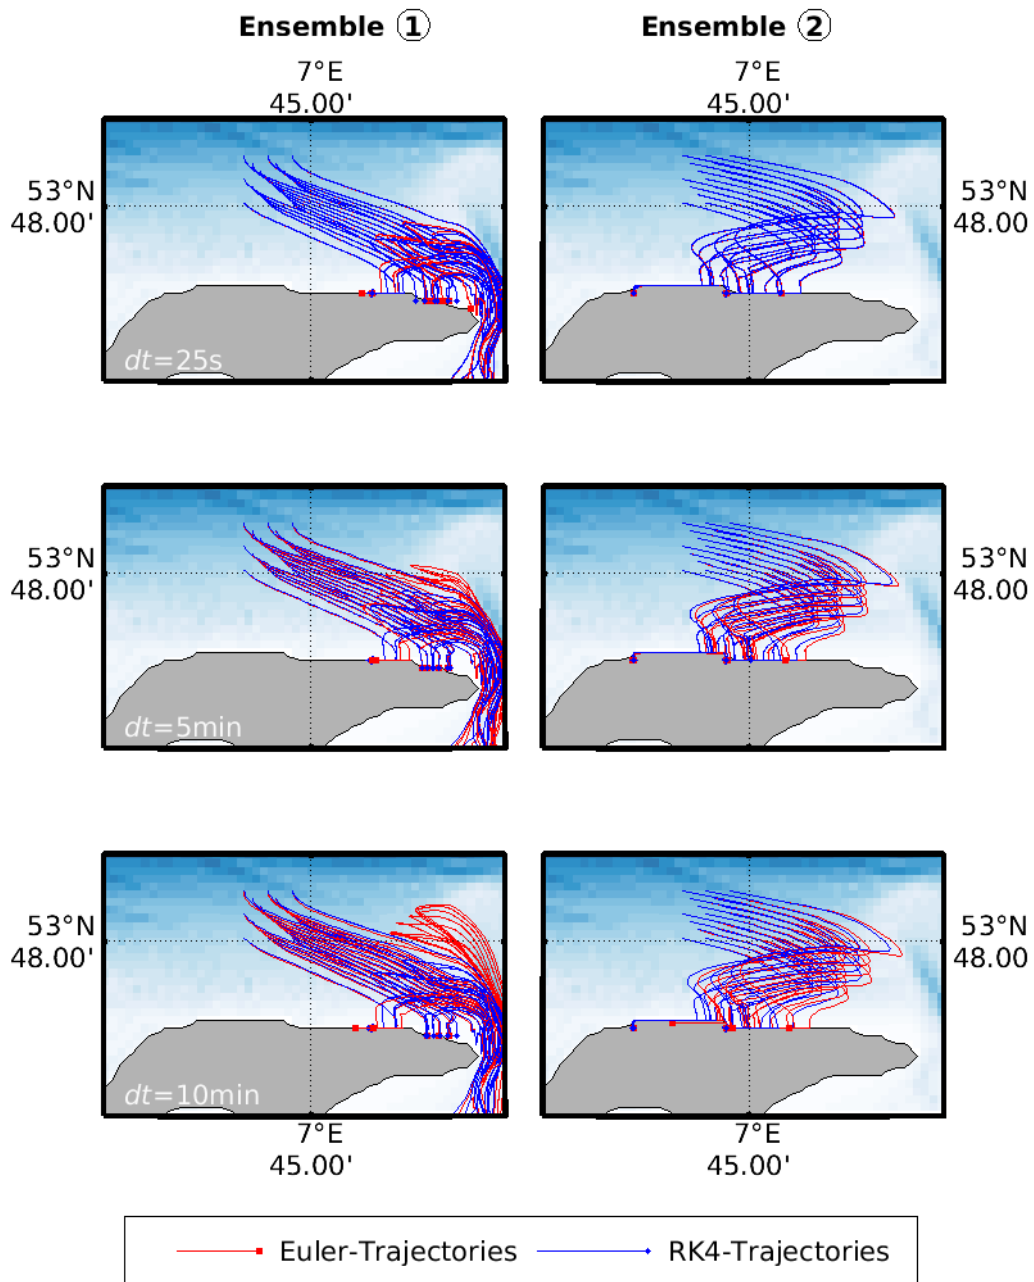 Ensemble ①
Ensemble ②
7°E
45.00'
7°E
45.00'
53°N
48.00'
53°N
48.00
dt=25s
53°N
48.00'
53°N
48.00
dt=5min
53°N
48.00'
53°N
48.00
dt=10min
7°E
45.00'
7°E
45.00'
Euler-Trajectories
RK4-Trajectories